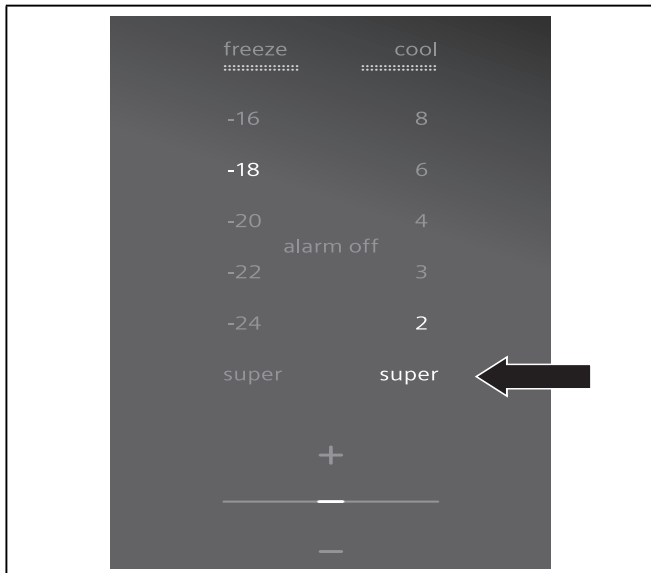 freeze cool
-16 8
-18 6
-20 4
alarm off
-22 3
-24 2
super super
+
—